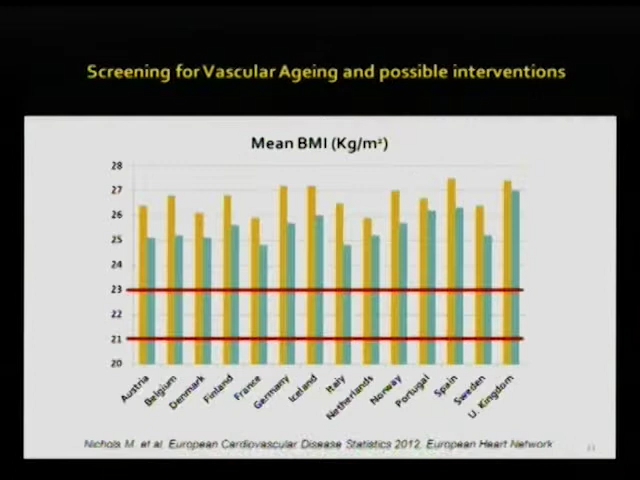 Screening for Vascular Ageing and possible interventions
Mean BMI (Kg/m²)
28
27
26
25
24
23
22
21
20
Austria
Belgium
Denmark
Finland
France
Germany
Iceland
Italy
Netherlands
Norway
Portugal
Spain
Sweden
U. Kingdom
Nichols M. et al. European Cardiovascular Disease Statistics 2012. European Heart Network